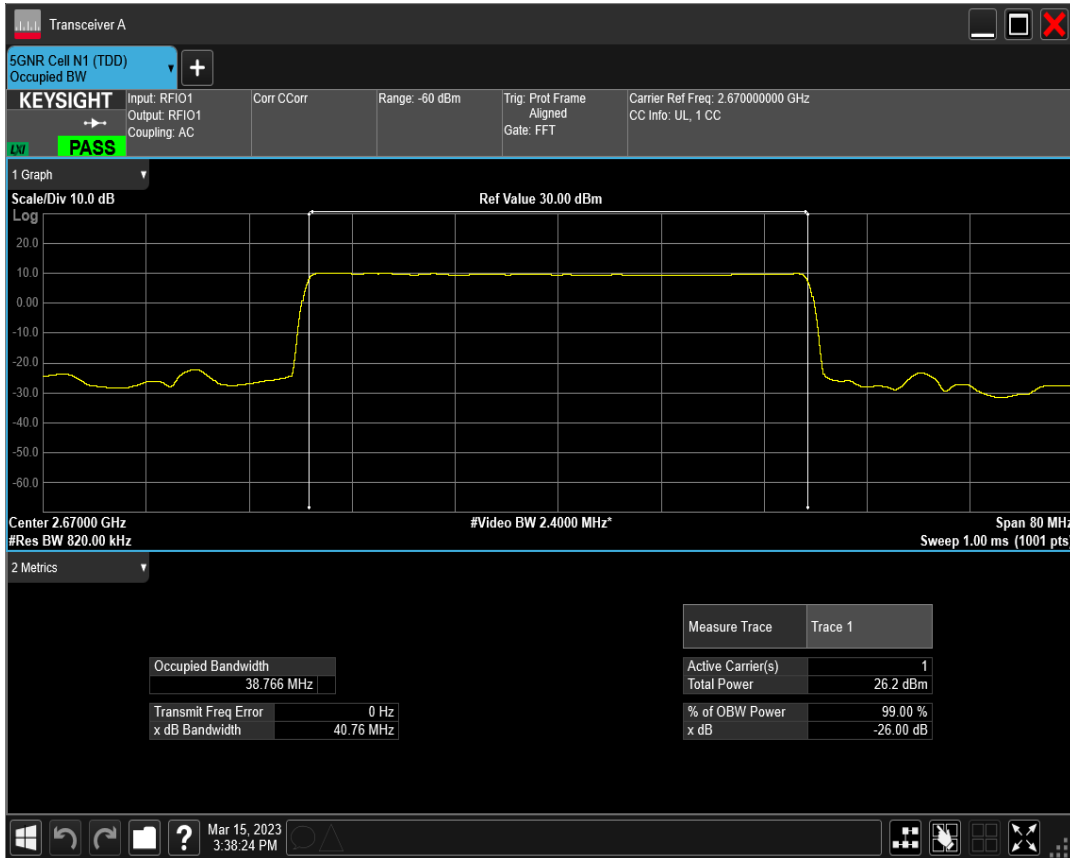 Transceiver A
5GNR Cell N1 (TDD)
Occupied BW
+
KEYSIGHT
LXI
PASS
Input: RFIO1
Output: RFIO1
Coupling: AC
Corr CCorr
Range: -60 dBm
Trig: Prot Frame
Aligned
Gate: FFT
Carrier Ref Freq: 2.670000000 GHz
CC Info: UL, 1 CC
1 Graph
Scale/Div 10.0 dB
Ref Value 30.00 dBm
Log
20.0
10.0
0.00
-10.0
-20.0
-30.0
-40.0
-50.0
-60.0
Center 2.67000 GHz
#Video BW 2.4000 MHz*
Span 80 MHz
#Res BW 820.00 kHz
Sweep 1.00 ms (1001 pts)
2 Metrics
Measure Trace Trace 1
Occupied Bandwidth
38.766 MHz
Transmit Freq Error 0 Hz
x dB Bandwidth 40.76 MHz
Active Carrier(s) 1
Total Power 26.2 dBm
% of OBW Power 99.00 %
x dB -26.00 dB
?
Mar 15, 2023
3:38:24 PM